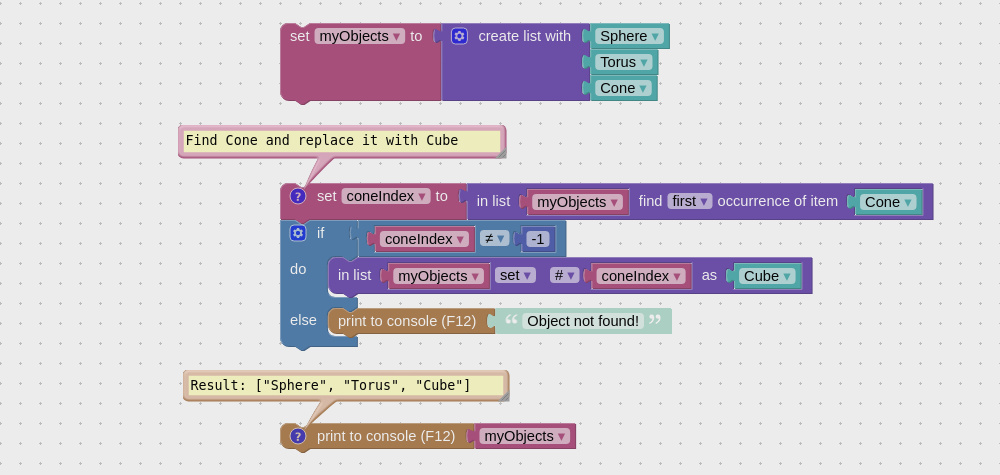 set myObjects ▾ to create list with Sphere ▾
Torus ▾
Cone ▾
Find Cone and replace it with Cube
? set coneIndex ▾ to in list myObjects ▾ find first ▾ occurrence of item Cone ▾
if coneIndex ▾ ≠ ▾ -1
do in list myObjects ▾ set ▾ # ▾ coneIndex ▾ as Cube ▾
else print to console (F12) “ Object not found! ”
Result: ["Sphere", "Torus", "Cube"]
? print to console (F12) myObjects ▾